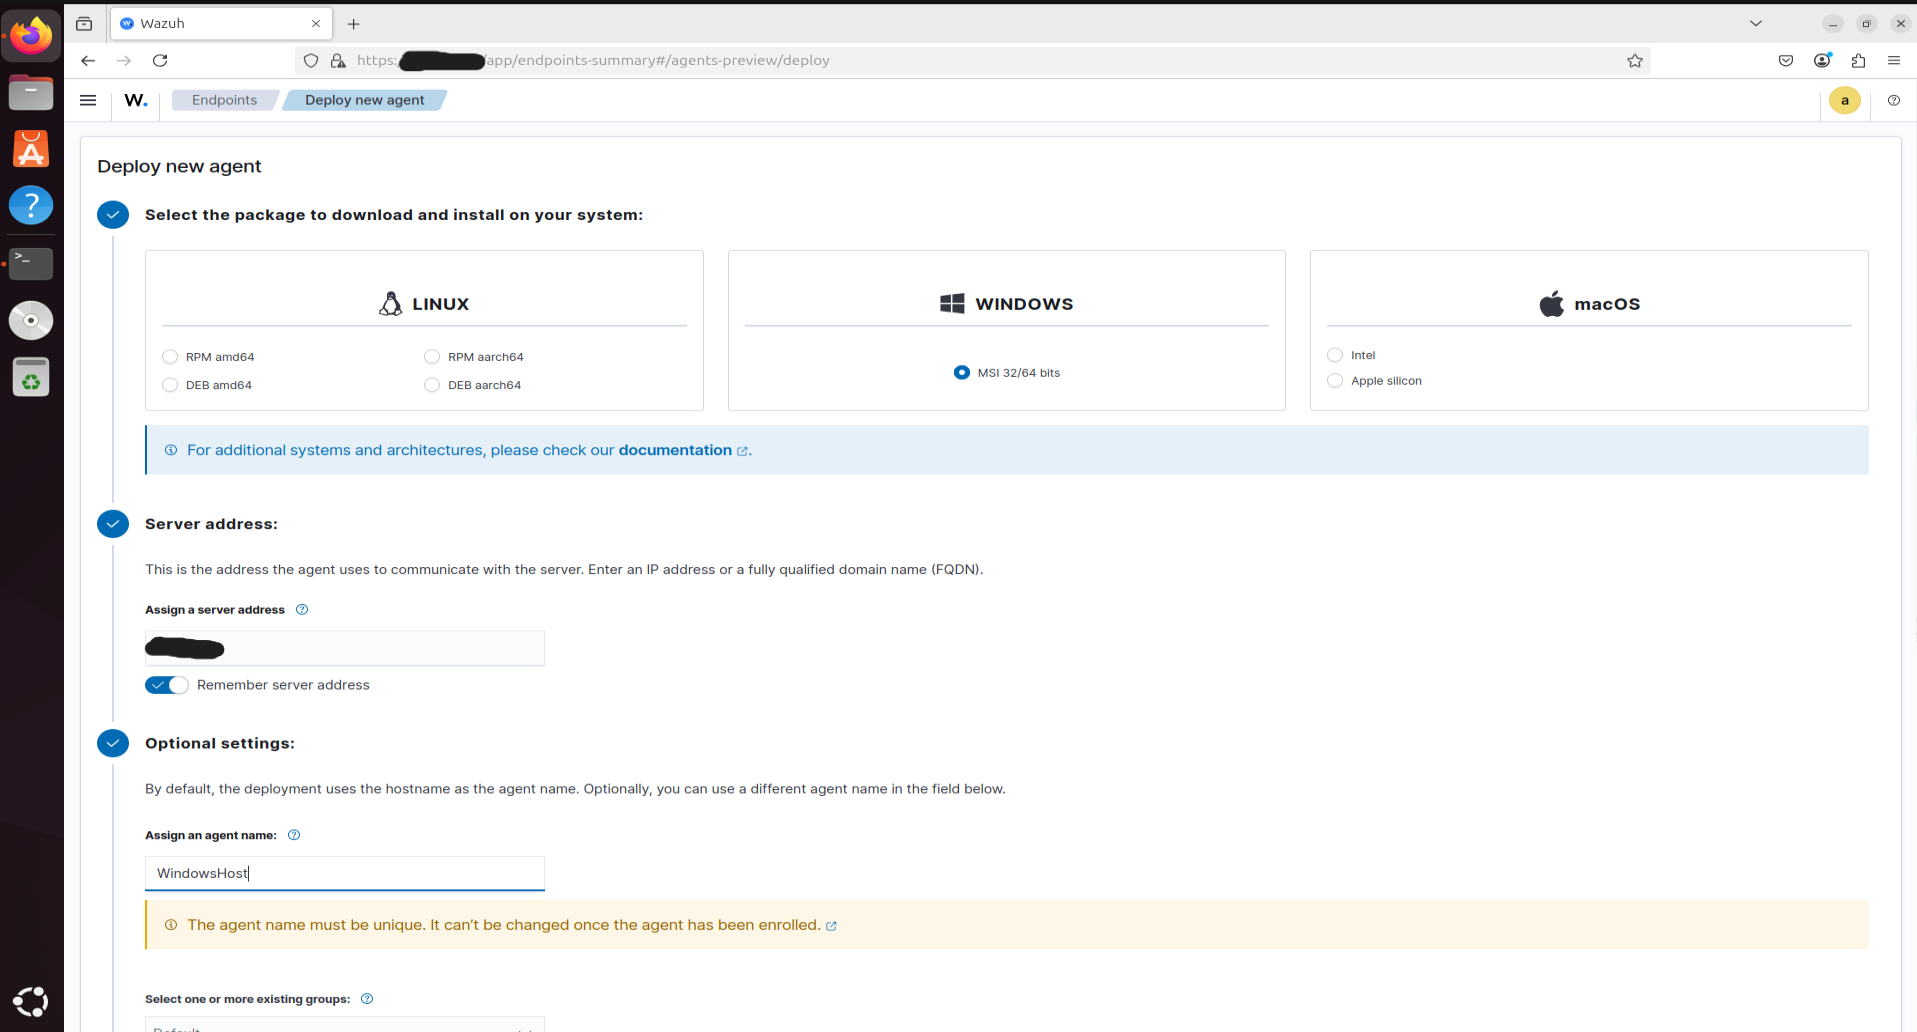 Wazuh
https: /app/endpoints-summary#/agents-preview/deploy
W. Endpoints Deploy new agent a
Deploy new agent
Select the package to download and install on your system:
LINUX
RPM amd64 RPM aarch64
DEB amd64 DEB aarch64
WINDOWS
MSI 32/64 bits
macOS
Intel
Apple silicon
For additional systems and architectures, please check our documentation.
Server address:
This is the address the agent uses to communicate with the server. Enter an IP address or a fully qualified domain name (FQDN).
Assign a server address
Remember server address
Optional settings:
By default, the deployment uses the hostname as the agent name. Optionally, you can use a different agent name in the field below.
Assign an agent name:
WindowsHost
The agent name must be unique. It can't be changed once the agent has been enrolled.
Select one or more existing groups:
Default